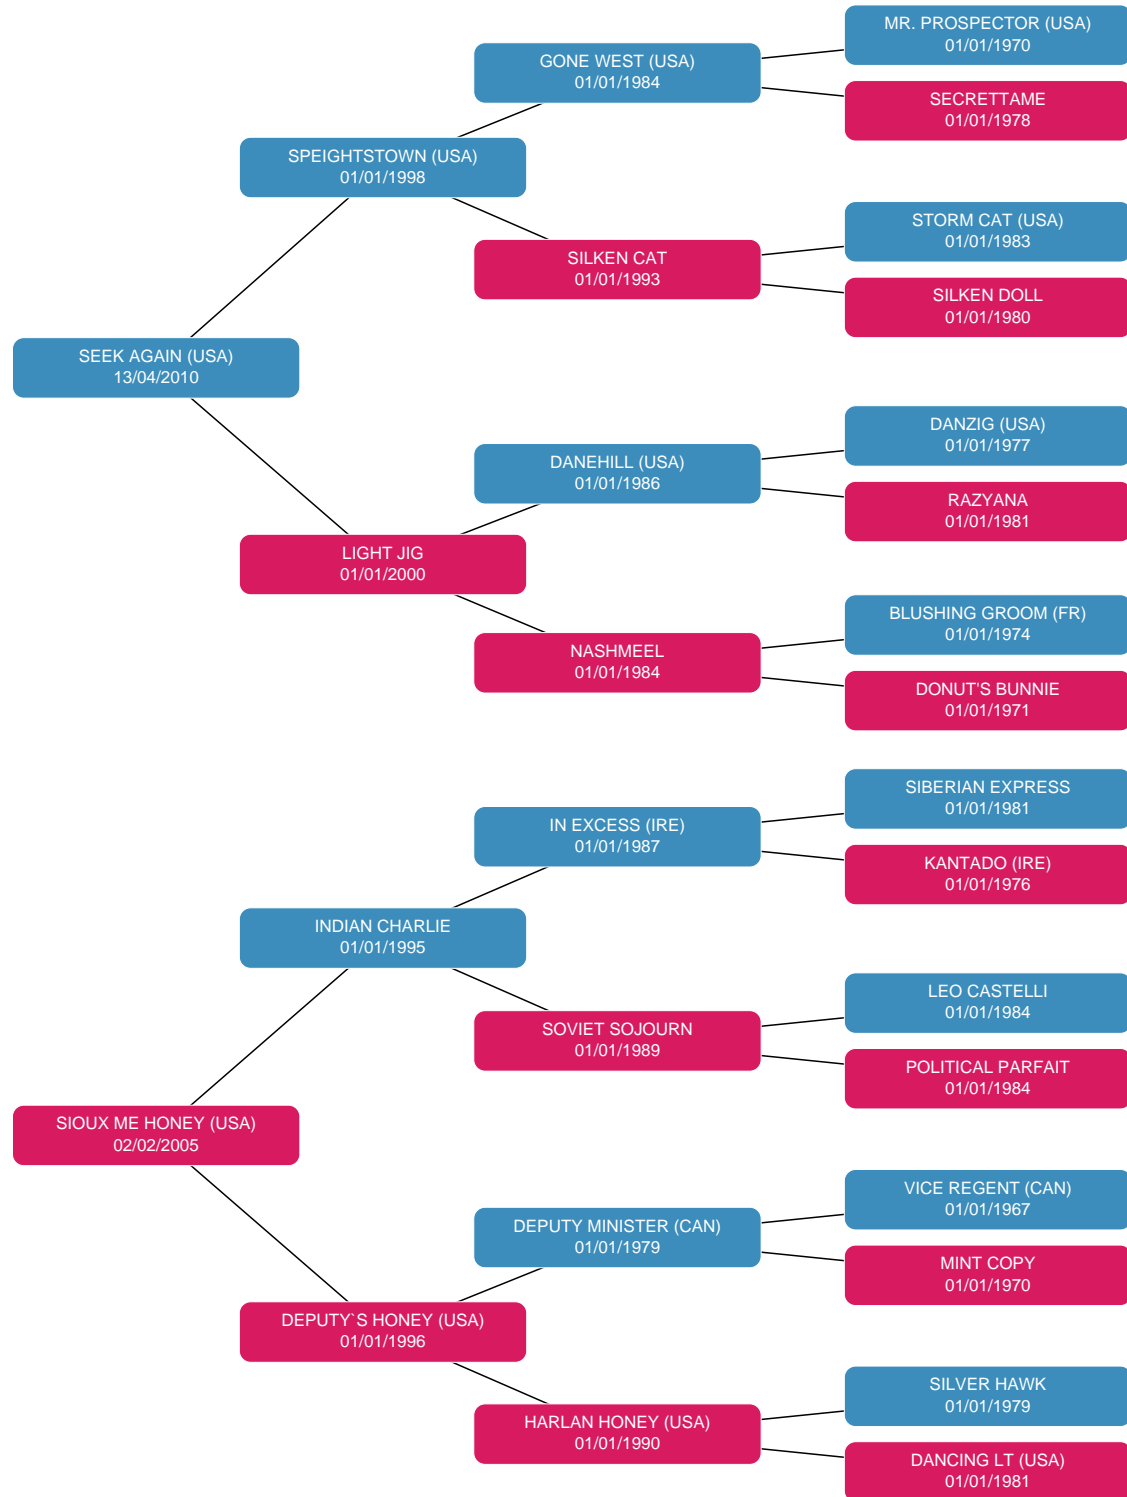 MR. PROSPECTOR (USA)
01/01/1970
GONE WEST (USA)
01/01/1984
SECRETTAME
01/01/1978
SPEIGHTSTOWN (USA)
01/01/1998
STORM CAT (USA)
01/01/1983
SILKEN CAT
01/01/1993
SILKEN DOLL
01/01/1980
SEEK AGAIN (USA)
13/04/2010
DANZIG (USA)
01/01/1977
DANEHILL (USA)
01/01/1986
RAZYANA
01/01/1981
LIGHT JIG
01/01/2000
BLUSHING GROOM (FR)
01/01/1974
NASHMEEL
01/01/1984
DONUT'S BUNNIE
01/01/1971
SIBERIAN EXPRESS
01/01/1981
IN EXCESS (IRE)
01/01/1987
KANTADO (IRE)
01/01/1976
INDIAN CHARLIE
01/01/1995
LEO CASTELLI
01/01/1984
SOVIET SOJOURN
01/01/1989
POLITICAL PARFAIT
01/01/1984
SIOUX ME HONEY (USA)
02/02/2005
VICE REGENT (CAN)
01/01/1967
DEPUTY MINISTER (CAN)
01/01/1979
MINT COPY
01/01/1970
DEPUTY`S HONEY (USA)
01/01/1996
SILVER HAWK
01/01/1979
HARLAN HONEY (USA)
01/01/1990
DANCING LT (USA)
01/01/1981